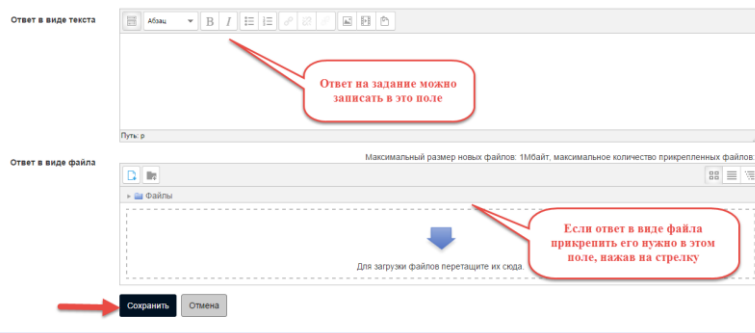 Ответ в виде текста
Абзац
B I
Ответ на задание можно
записать в это поле
Путь: p
Максимальный размер новых файлов: 1Мбайт, максимальное количество прикрепленных файлов:
Ответ в виде файла
Файлы
Если ответ в виде файла
прикрепить его нужно в этом
поле, нажав на стрелку
Для загрузки файлов перетащите их сюда.
Сохранить
Отмена